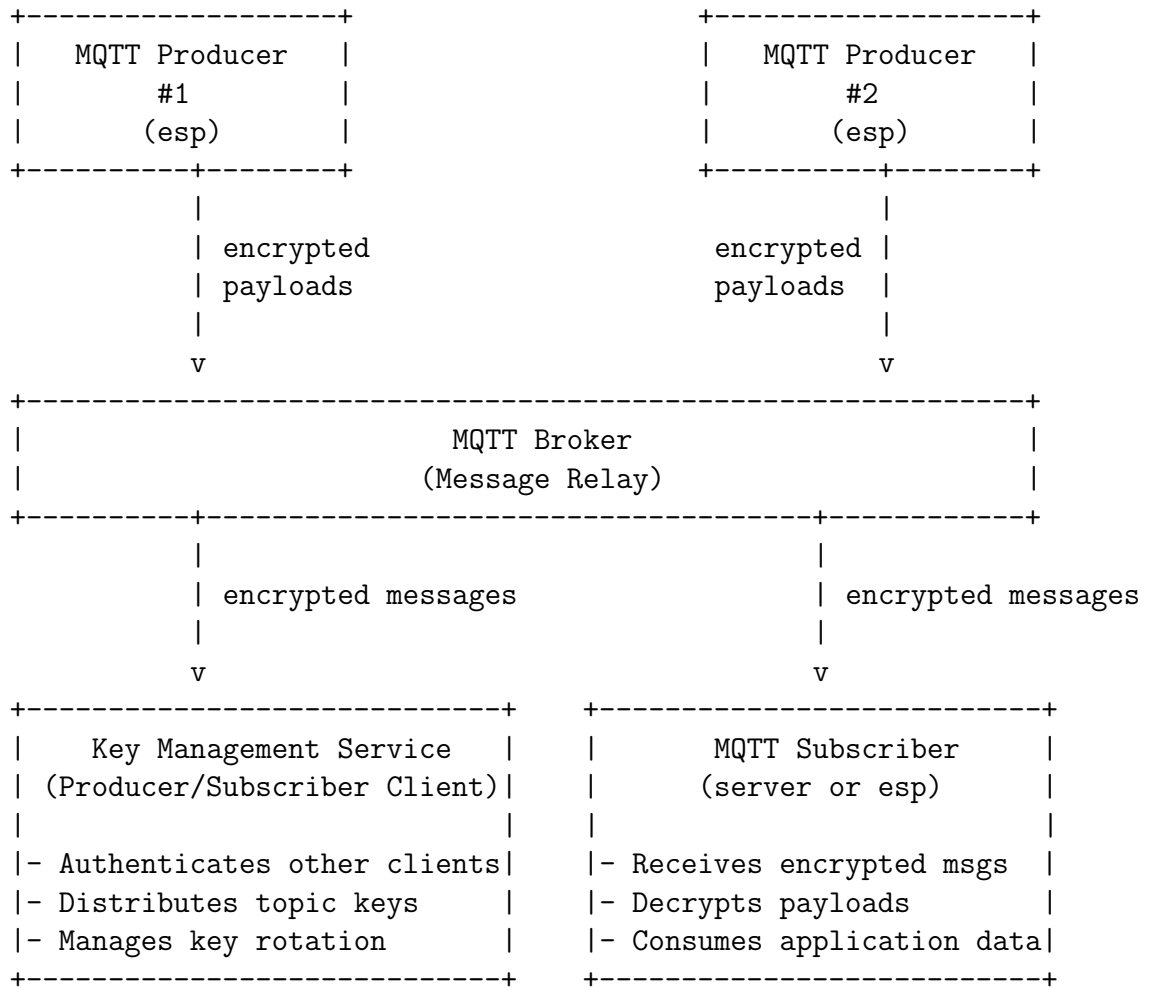 MQTT Producer
#1
(esp)
MQTT Producer
#2
(esp)
encrypted
payloads
encrypted
payloads
v
v
MQTT Broker
(Message Relay)
encrypted messages
encrypted messages
v
v
Key Management Service
(Producer/Subscriber Client)
- Authenticates other clients
- Distributes topic keys
- Manages key rotation
MQTT Subscriber
(server or esp)
- Receives encrypted msgs
- Decrypts payloads
- Consumes application data